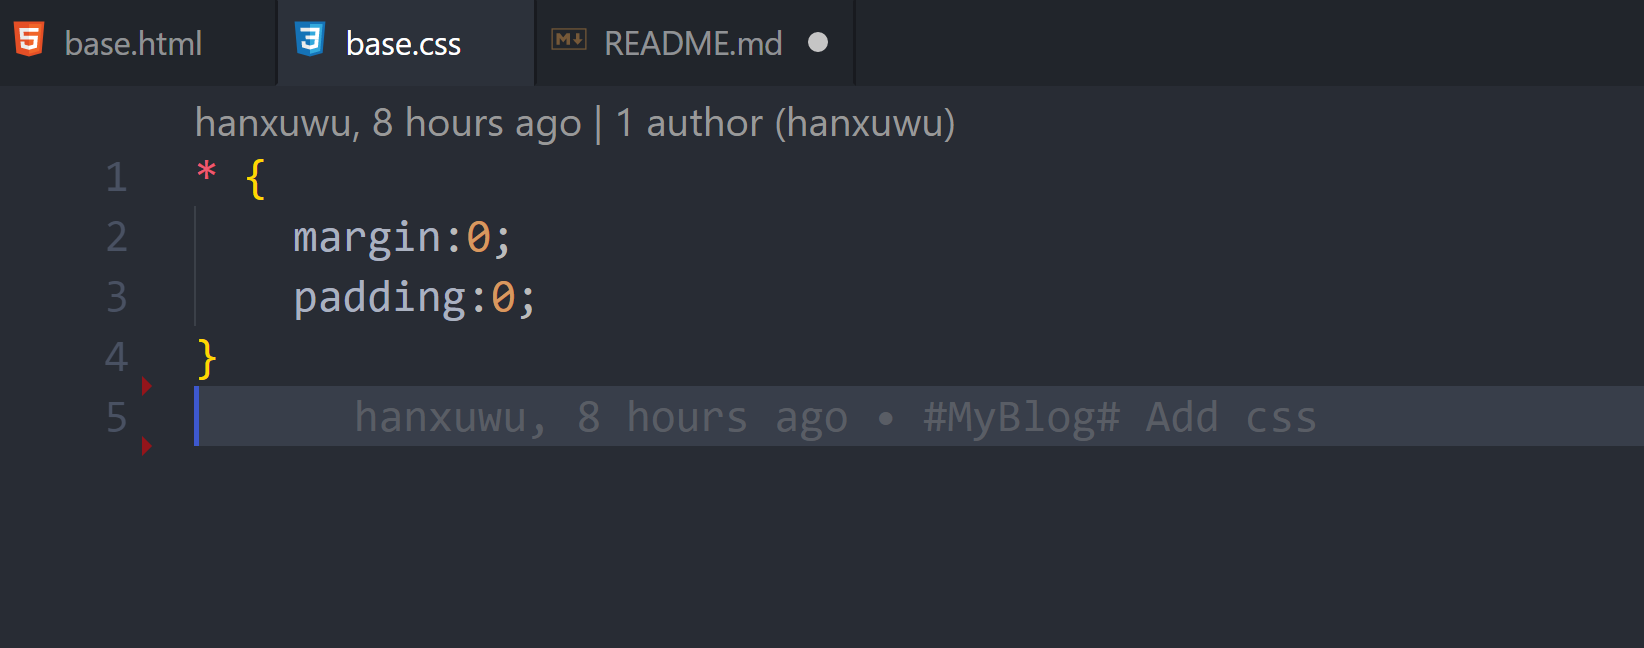 base.html base.css README.md
hanxuwu, 8 hours ago | 1 author (hanxuwu)
1 * {
2     margin:0;
3     padding:0;
4 }
5 hanxuwu, 8 hours ago • #MyBlog# Add css